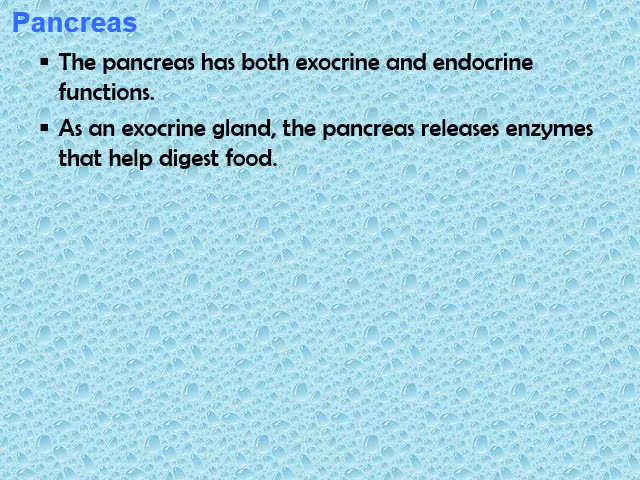 Pancreas
▪ The pancreas has both exocrine and endocrine
functions.
▪ As an exocrine gland, the pancreas releases enzymes
that help digest food.